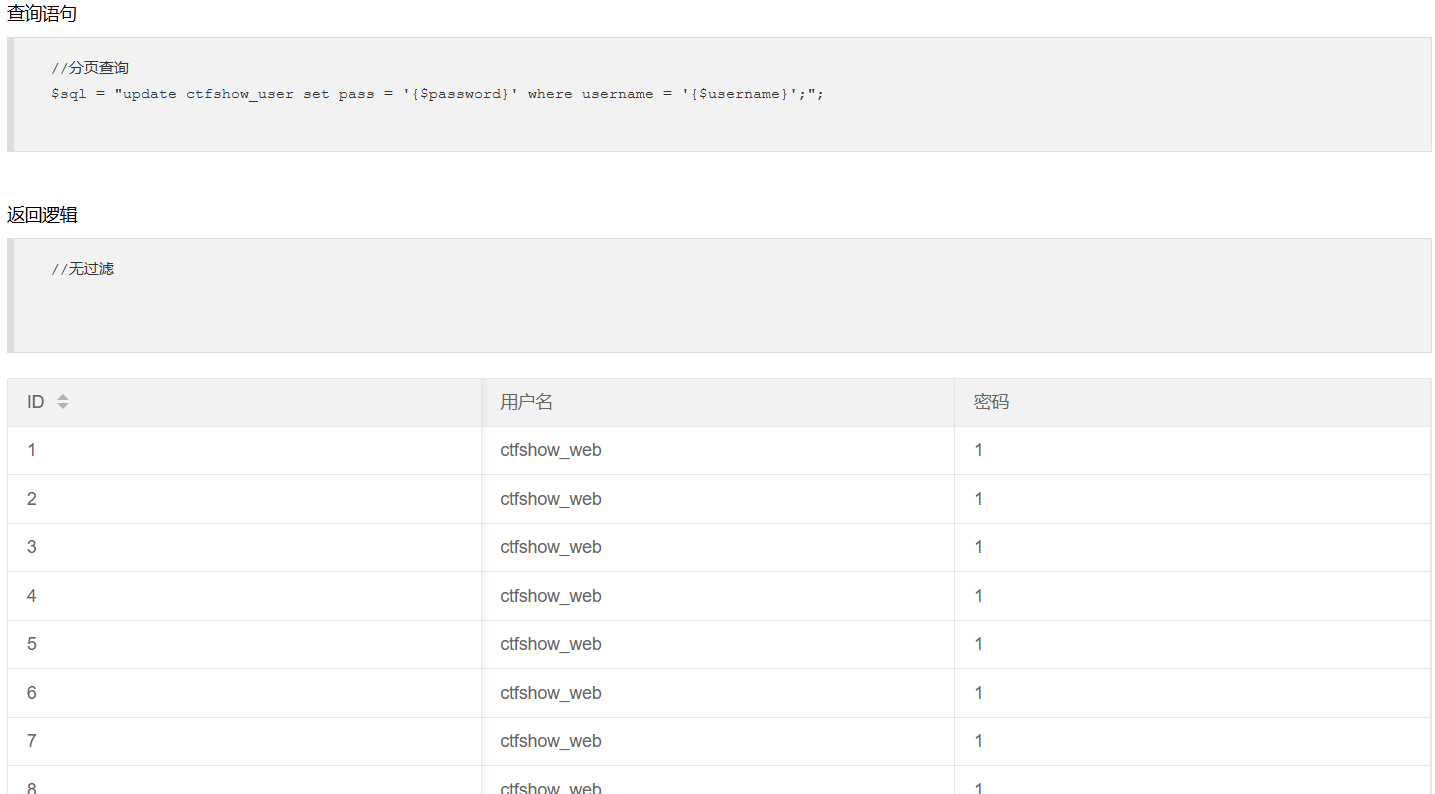 查询语句
//分页查询
$sql = "update ctfshow_user set pass = '{$password}' where username = '{$username}';";
返回逻辑
//无过滤
ID 用户名 密码
1 ctfshow_web 1
2 ctfshow_web 1
3 ctfshow_web 1
4 ctfshow_web 1
5 ctfshow_web 1
6 ctfshow_web 1
7 ctfshow_web 1
8 ctfshow_web 1